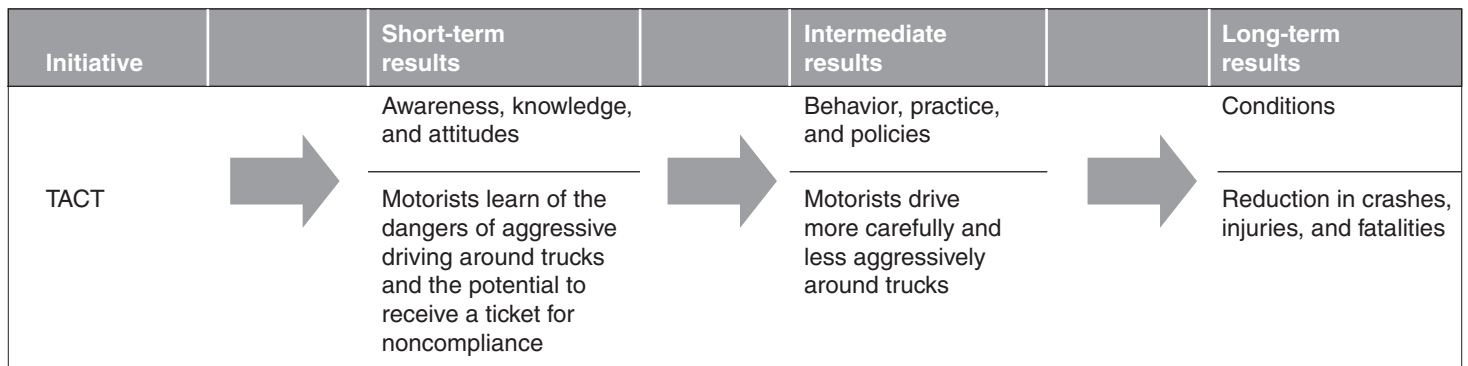 Initiative
Short-term
results
Intermediate
results
Long-term
results
TACT
Awareness, knowledge,
and attitudes
Motorists learn of the
dangers of aggressive
driving around trucks
and the potential to
receive a ticket for
noncompliance
Behavior, practice,
and policies
Motorists drive
more carefully and
less aggressively
around trucks
Conditions
Reduction in crashes,
injuries, and fatalities